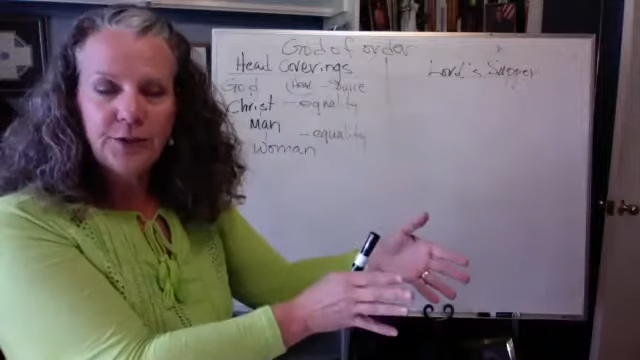 God of order
Head Coverings
God (Head - Source
Christ - equality
Man
- equality
Woman
Lord's Supper